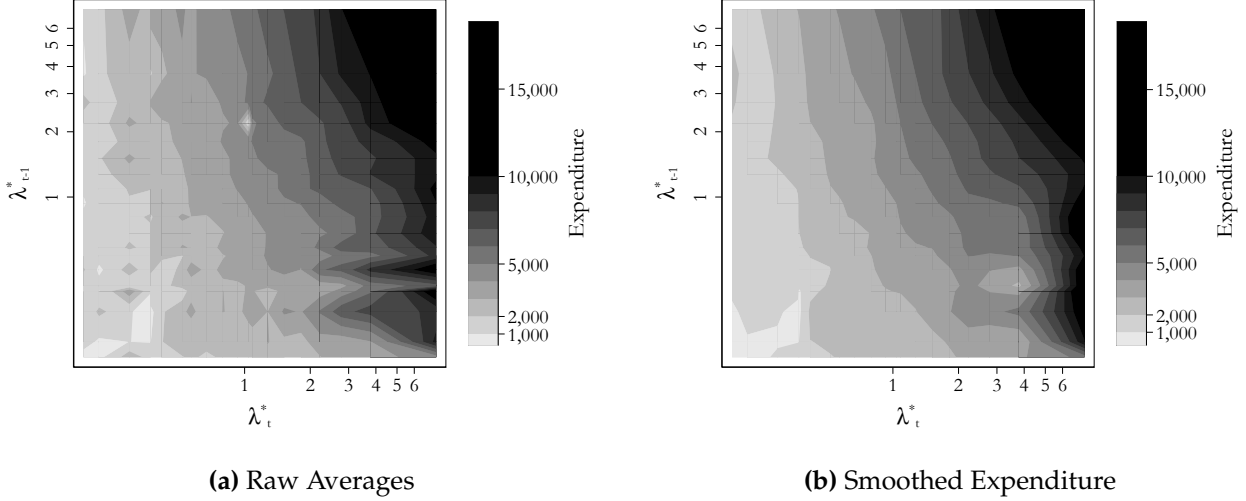 6
5
4
3
2
1
λ*t-1
1 2 3 4 5 6
λ*t
15,000
10,000
5,000
2,000
1,000
Expenditure
(a) Raw Averages
6
5
4
3
2
1
λ*t-1
1 2 3 4 5 6
λ*t
15,000
10,000
5,000
2,000
1,000
Expenditure
(b) Smoothed Expenditure